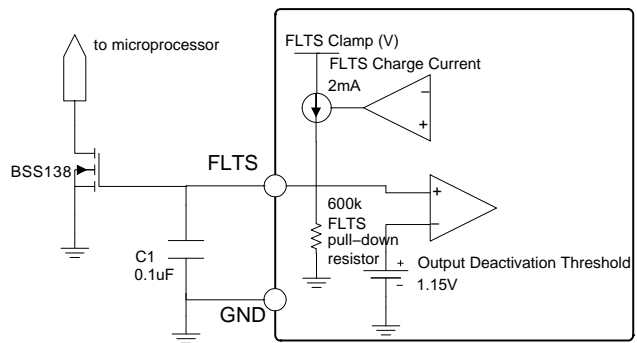 to microprocessor
FLTS Clamp (V)
FLTS Charge Current
2mA
−
+
BSS138
FLTS
600k
FLTS
pull−down
resistor
+
−
C1
0.1uF
+
−
Output Deactivation Threshold
1.15V
GND